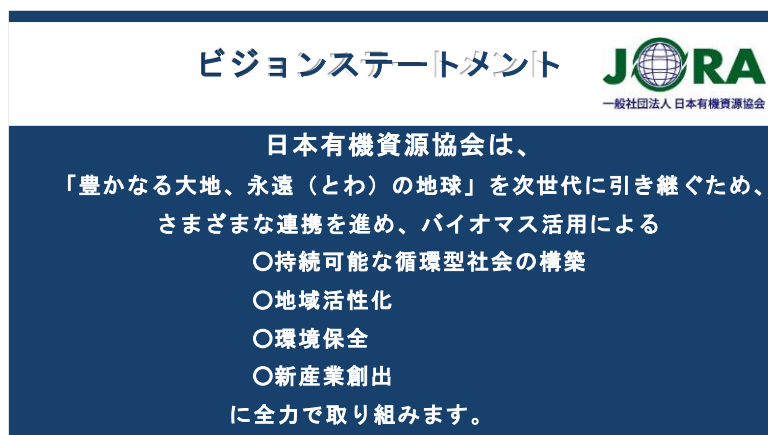 ビジョンステートメント
JORA
一般社団法人 日本有機資源協会
日本有機資源協会は、
「豊かなる大地、永遠（とわ）の地球」を次世代に引き継ぐため、
さまざまな連携を進め、バイオマス活用による
〇持続可能な循環型社会の構築
〇地域活性化
〇環境保全
〇新産業創出
に全力で取り組みます。